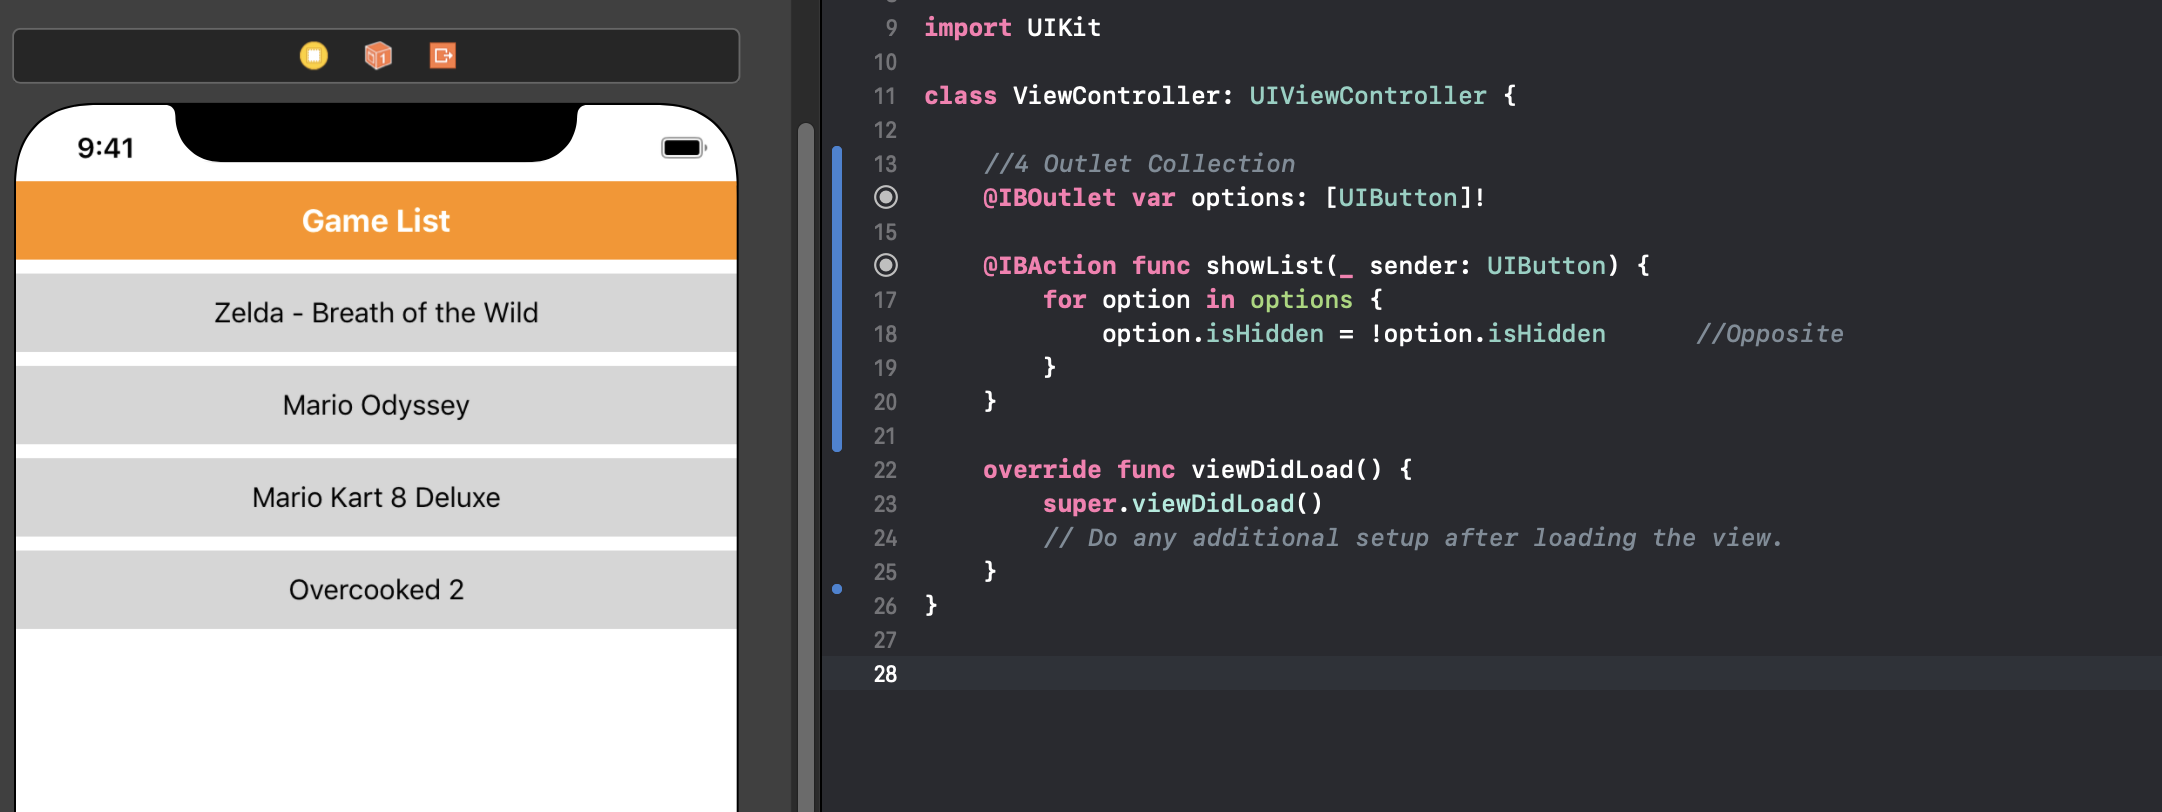 9:41
Game List
Zelda - Breath of the Wild
Mario Odyssey
Mario Kart 8 Deluxe
Overcooked 2
9 import UIKit
10
11 class ViewController: UIViewController {
12
13 //4 Outlet Collection
@IBOutlet var options: [UIButton]!
15
@IBAction func showList(_ sender: UIButton) {
17 for option in options {
18 option.isHidden = !option.isHidden //Opposite
19 }
20 }
21
22 override func viewDidLoad() {
23 super.viewDidLoad()
24 // Do any additional setup after loading the view.
25 }
26 }
27
28